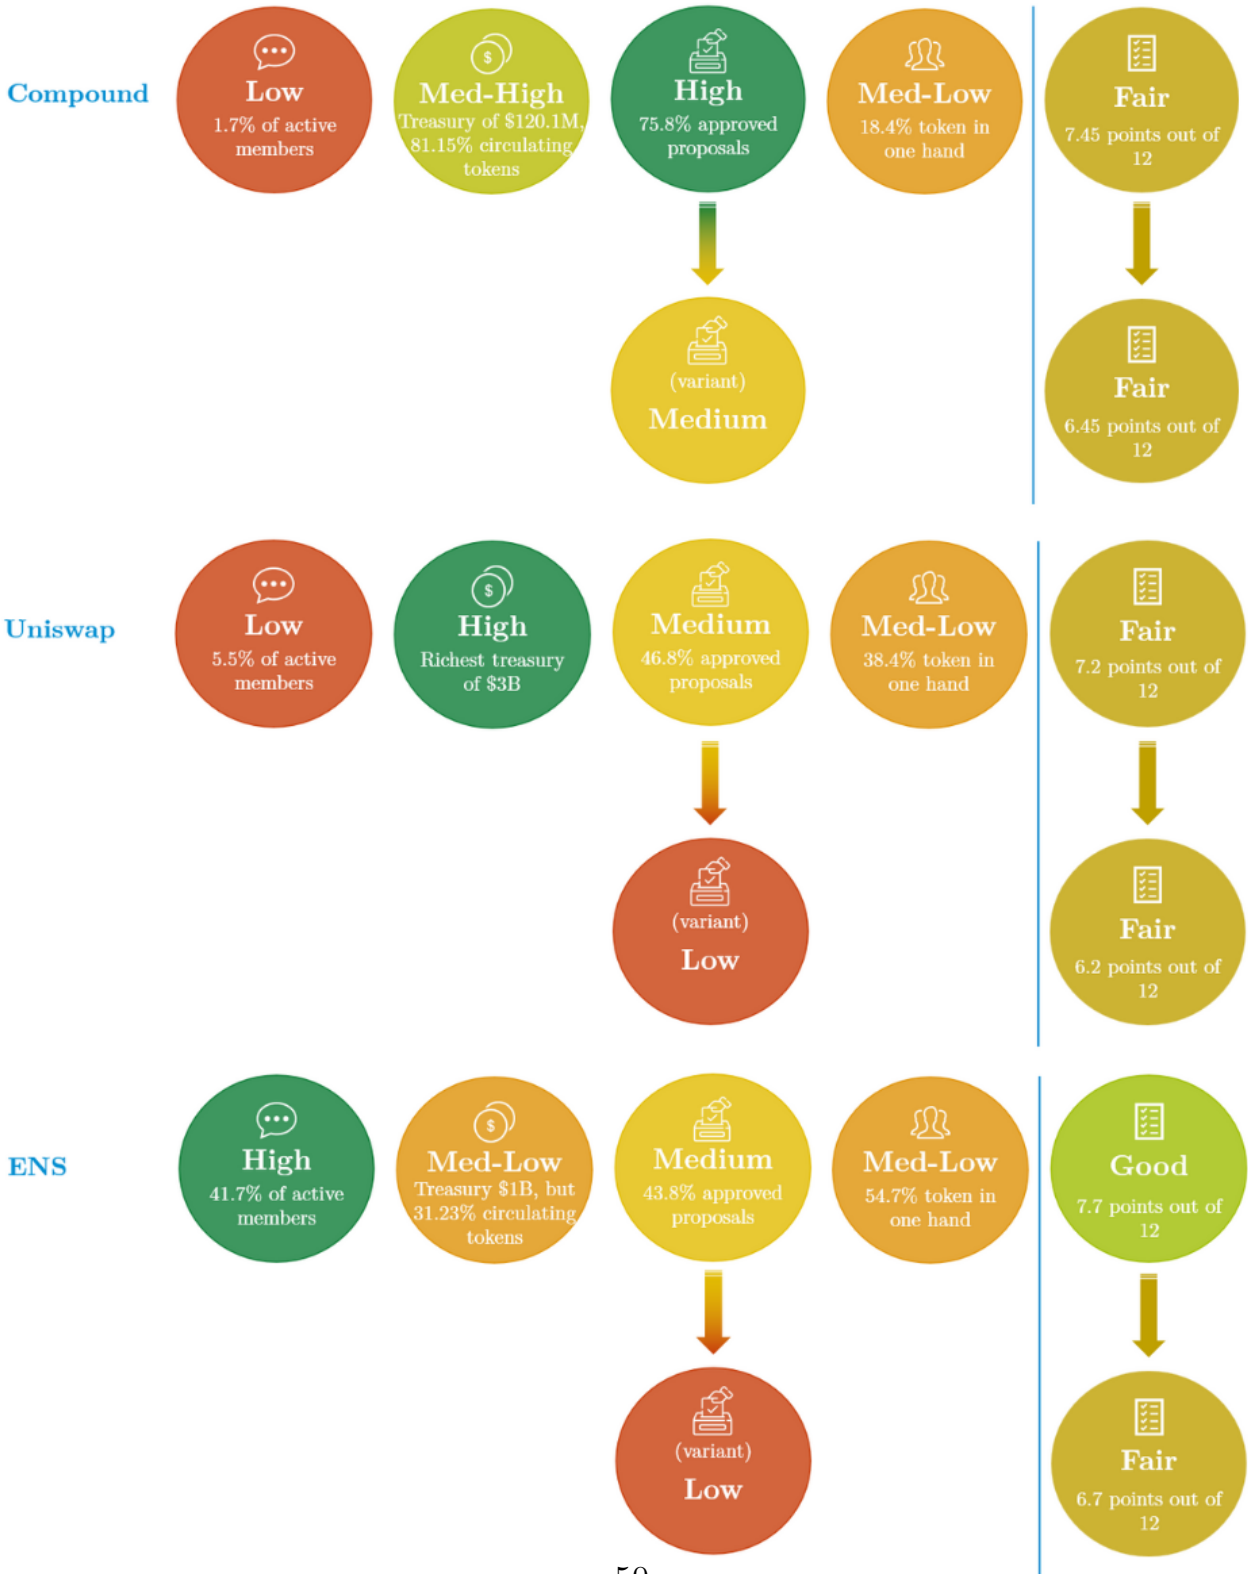 Compound
Low
1.7% of active
members
Med-High
Treasury of $120.1M,
81.15% circulating
tokens
High
75.8% approved
proposals
Med-Low
18.4% token in
one hand
Fair
7.45 points out of
12
(variant)
Medium
Fair
6.45 points out of
12
Uniswap
Low
5.5% of active
members
High
Richest treasury
of $3B
Medium
46.8% approved
proposals
Med-Low
38.4% token in
one hand
Fair
7.2 points out of
12
(variant)
Low
Fair
6.2 points out of
12
ENS
High
41.7% of active
members
Med-Low
Treasury $1B, but
31.23% circulating
tokens
Medium
43.8% approved
proposals
Med-Low
54.7% token in
one hand
Good
7.7 points out of
12
(variant)
Low
Fair
6.7 points out of
12